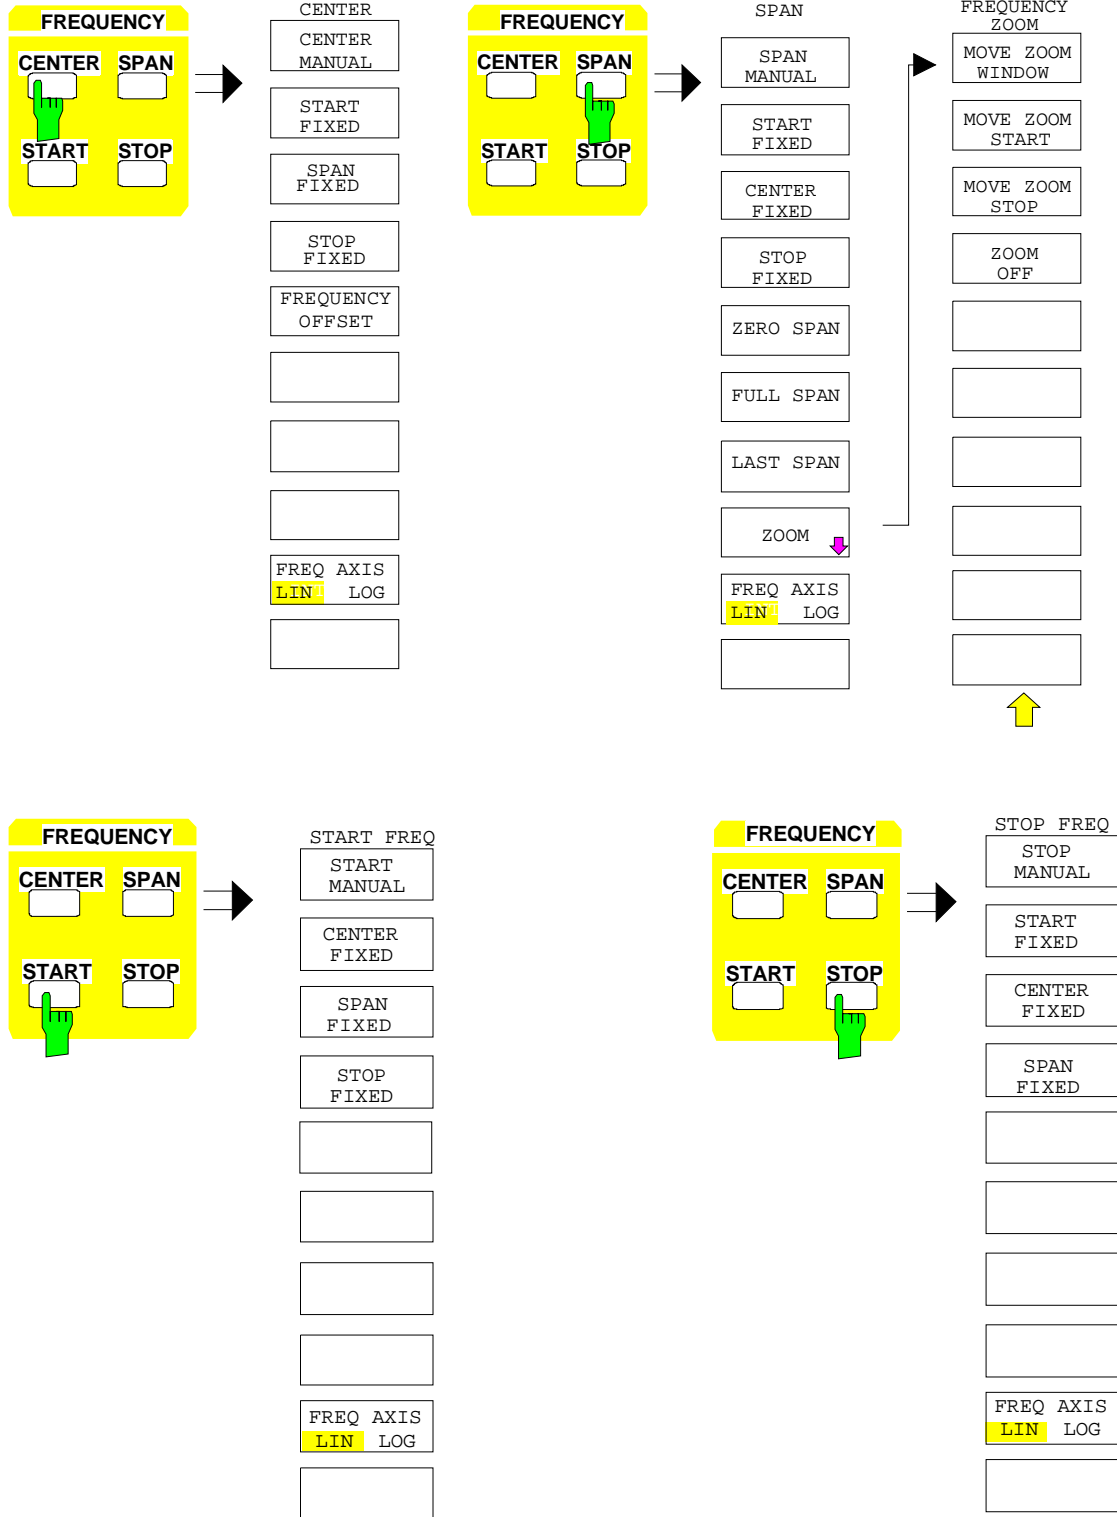 FREQUENCY
CENTER SPAN
START STOP
CENTER
CENTER
MANUAL
START
FIXED
SPAN
FIXED
STOP
FIXED
FREQUENCY
OFFSET
FREQ AXIS
LIN LOG
FREQUENCY
CENTER SPAN
START STOP
SPAN
SPAN
MANUAL
START
FIXED
CENTER
FIXED
STOP
FIXED
ZERO SPAN
FULL SPAN
LAST SPAN
ZOOM
FREQ AXIS
LIN LOG
FREQUENCY
ZOOM
MOVE ZOOM
WINDOW
MOVE ZOOM
START
MOVE ZOOM
STOP
ZOOM
OFF
FREQUENCY
CENTER SPAN
START STOP
START FREQ
START
MANUAL
CENTER
FIXED
SPAN
FIXED
STOP
FIXED
FREQ AXIS
LIN LOG
FREQUENCY
CENTER SPAN
START STOP
STOP FREQ
STOP
MANUAL
START
FIXED
CENTER
FIXED
SPAN
FIXED
FREQ AXIS
LIN LOG